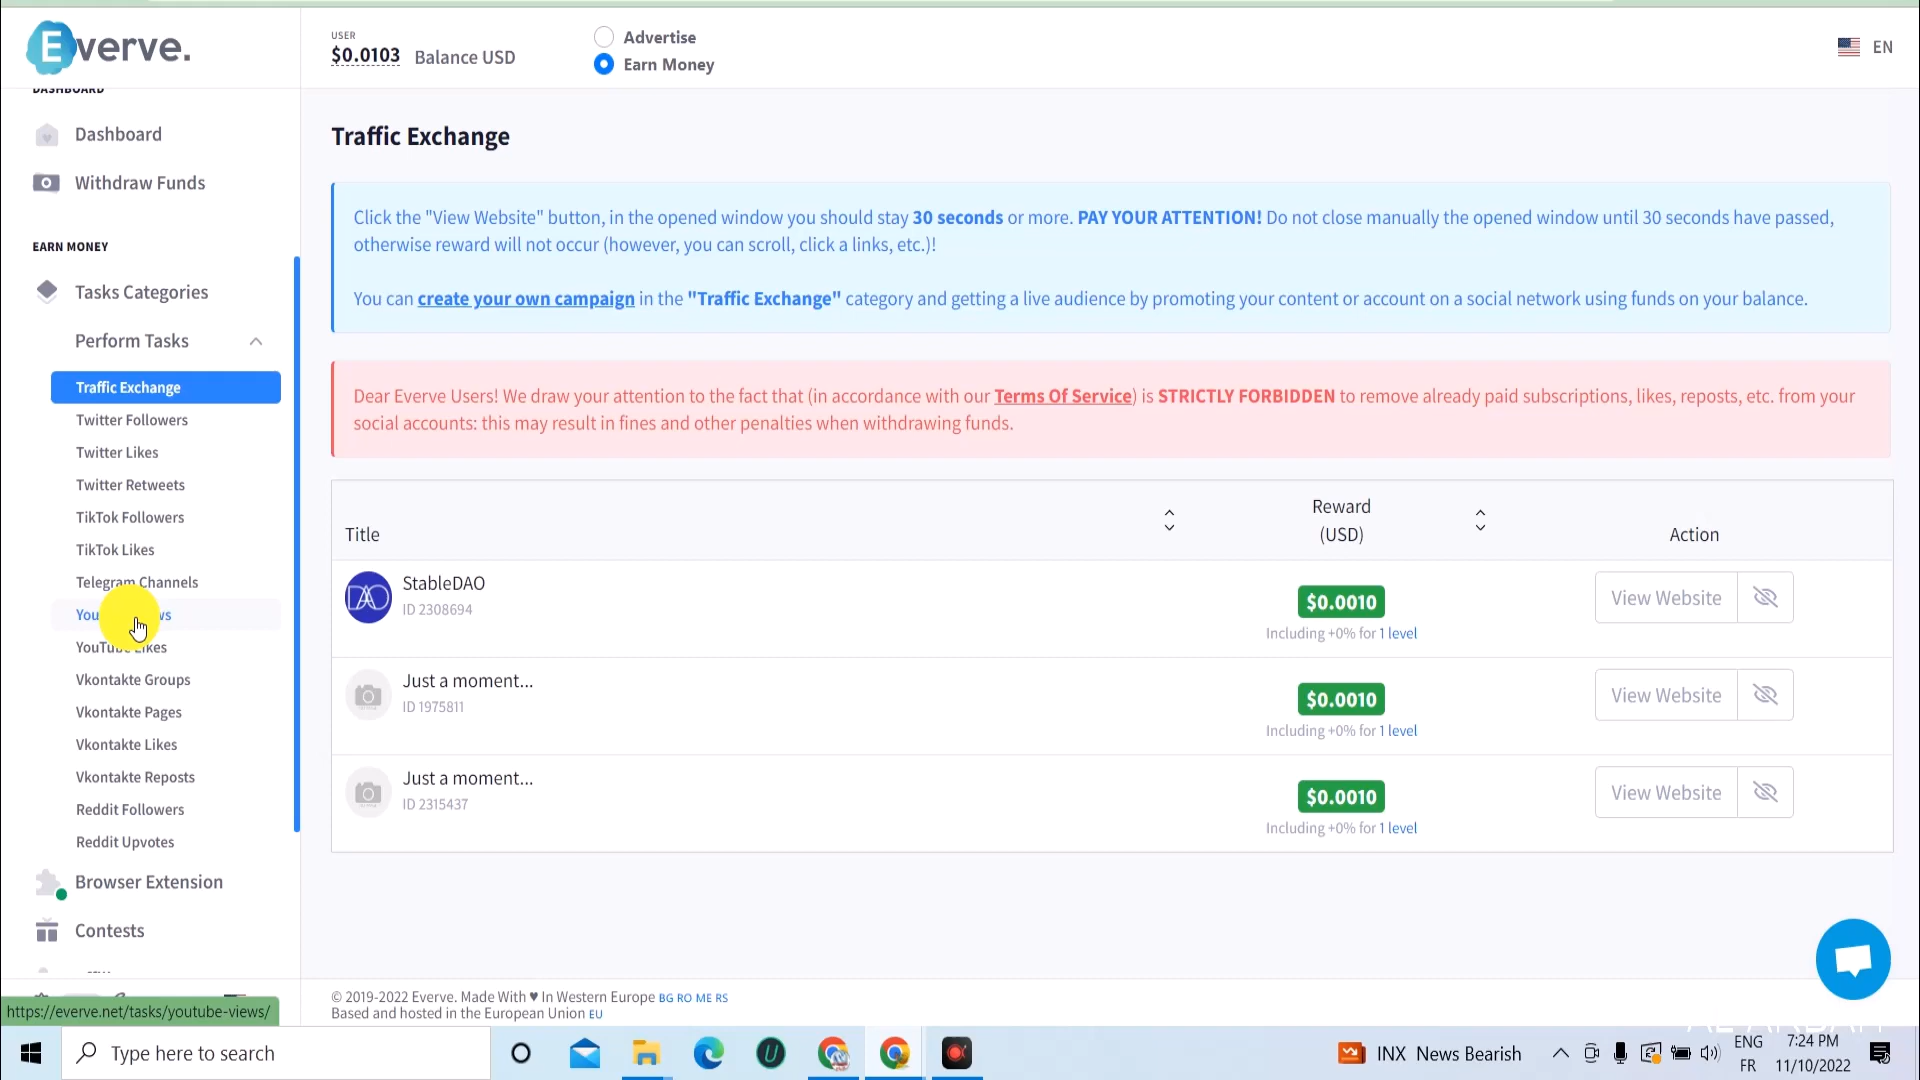 Everve.
USER
$0.0103 Balance USD
Advertise
Earn Money
EN
DASHBOARD
Dashboard
Withdraw Funds
EARN MONEY
Tasks Categories
Perform Tasks
Traffic Exchange
Twitter Followers
Twitter Likes
Twitter Retweets
TikTok Followers
TikTok Likes
Telegram Channels
YouTube Likes
Vkontakte Groups
Vkontakte Pages
Vkontakte Likes
Vkontakte Reposts
Reddit Followers
Reddit Upvotes
Browser Extension
Contests
https://everve.net/tasks/youtube-views/
Traffic Exchange
Click the "View Website" button, in the opened window you should stay 30 seconds or more. PAY YOUR ATTENTION! Do not close manually the opened window until 30 seconds have passed,
otherwise reward will not occur (however, you can scroll, click a links, etc.)!
You can create your own campaign in the "Traffic Exchange" category and getting a live audience by promoting your content or account on a social network using funds on your balance.
Dear Everve Users! We draw your attention to the fact that (in accordance with our Terms Of Service) is STRICTLY FORBIDDEN to remove already paid subscriptions, likes, reposts, etc. from your
social accounts: this may result in fines and other penalties when withdrawing funds.
Title
Reward
(USD)
Action
DAO
StableDAO
ID 2308694
$0.0010
Including +0% for 1 level
View Website
Just a moment...
ID 1975811
$0.0010
Including +0% for 1 level
View Website
Just a moment...
ID 2315437
$0.0010
Including +0% for 1 level
View Website
© 2019-2022 Everve. Made With ♥ In Western Europe BG RO ME RS
Based and hosted in the European Union EU
Type here to search
INX News Bearish
ENG
FR
7:24 PM
11/10/2022